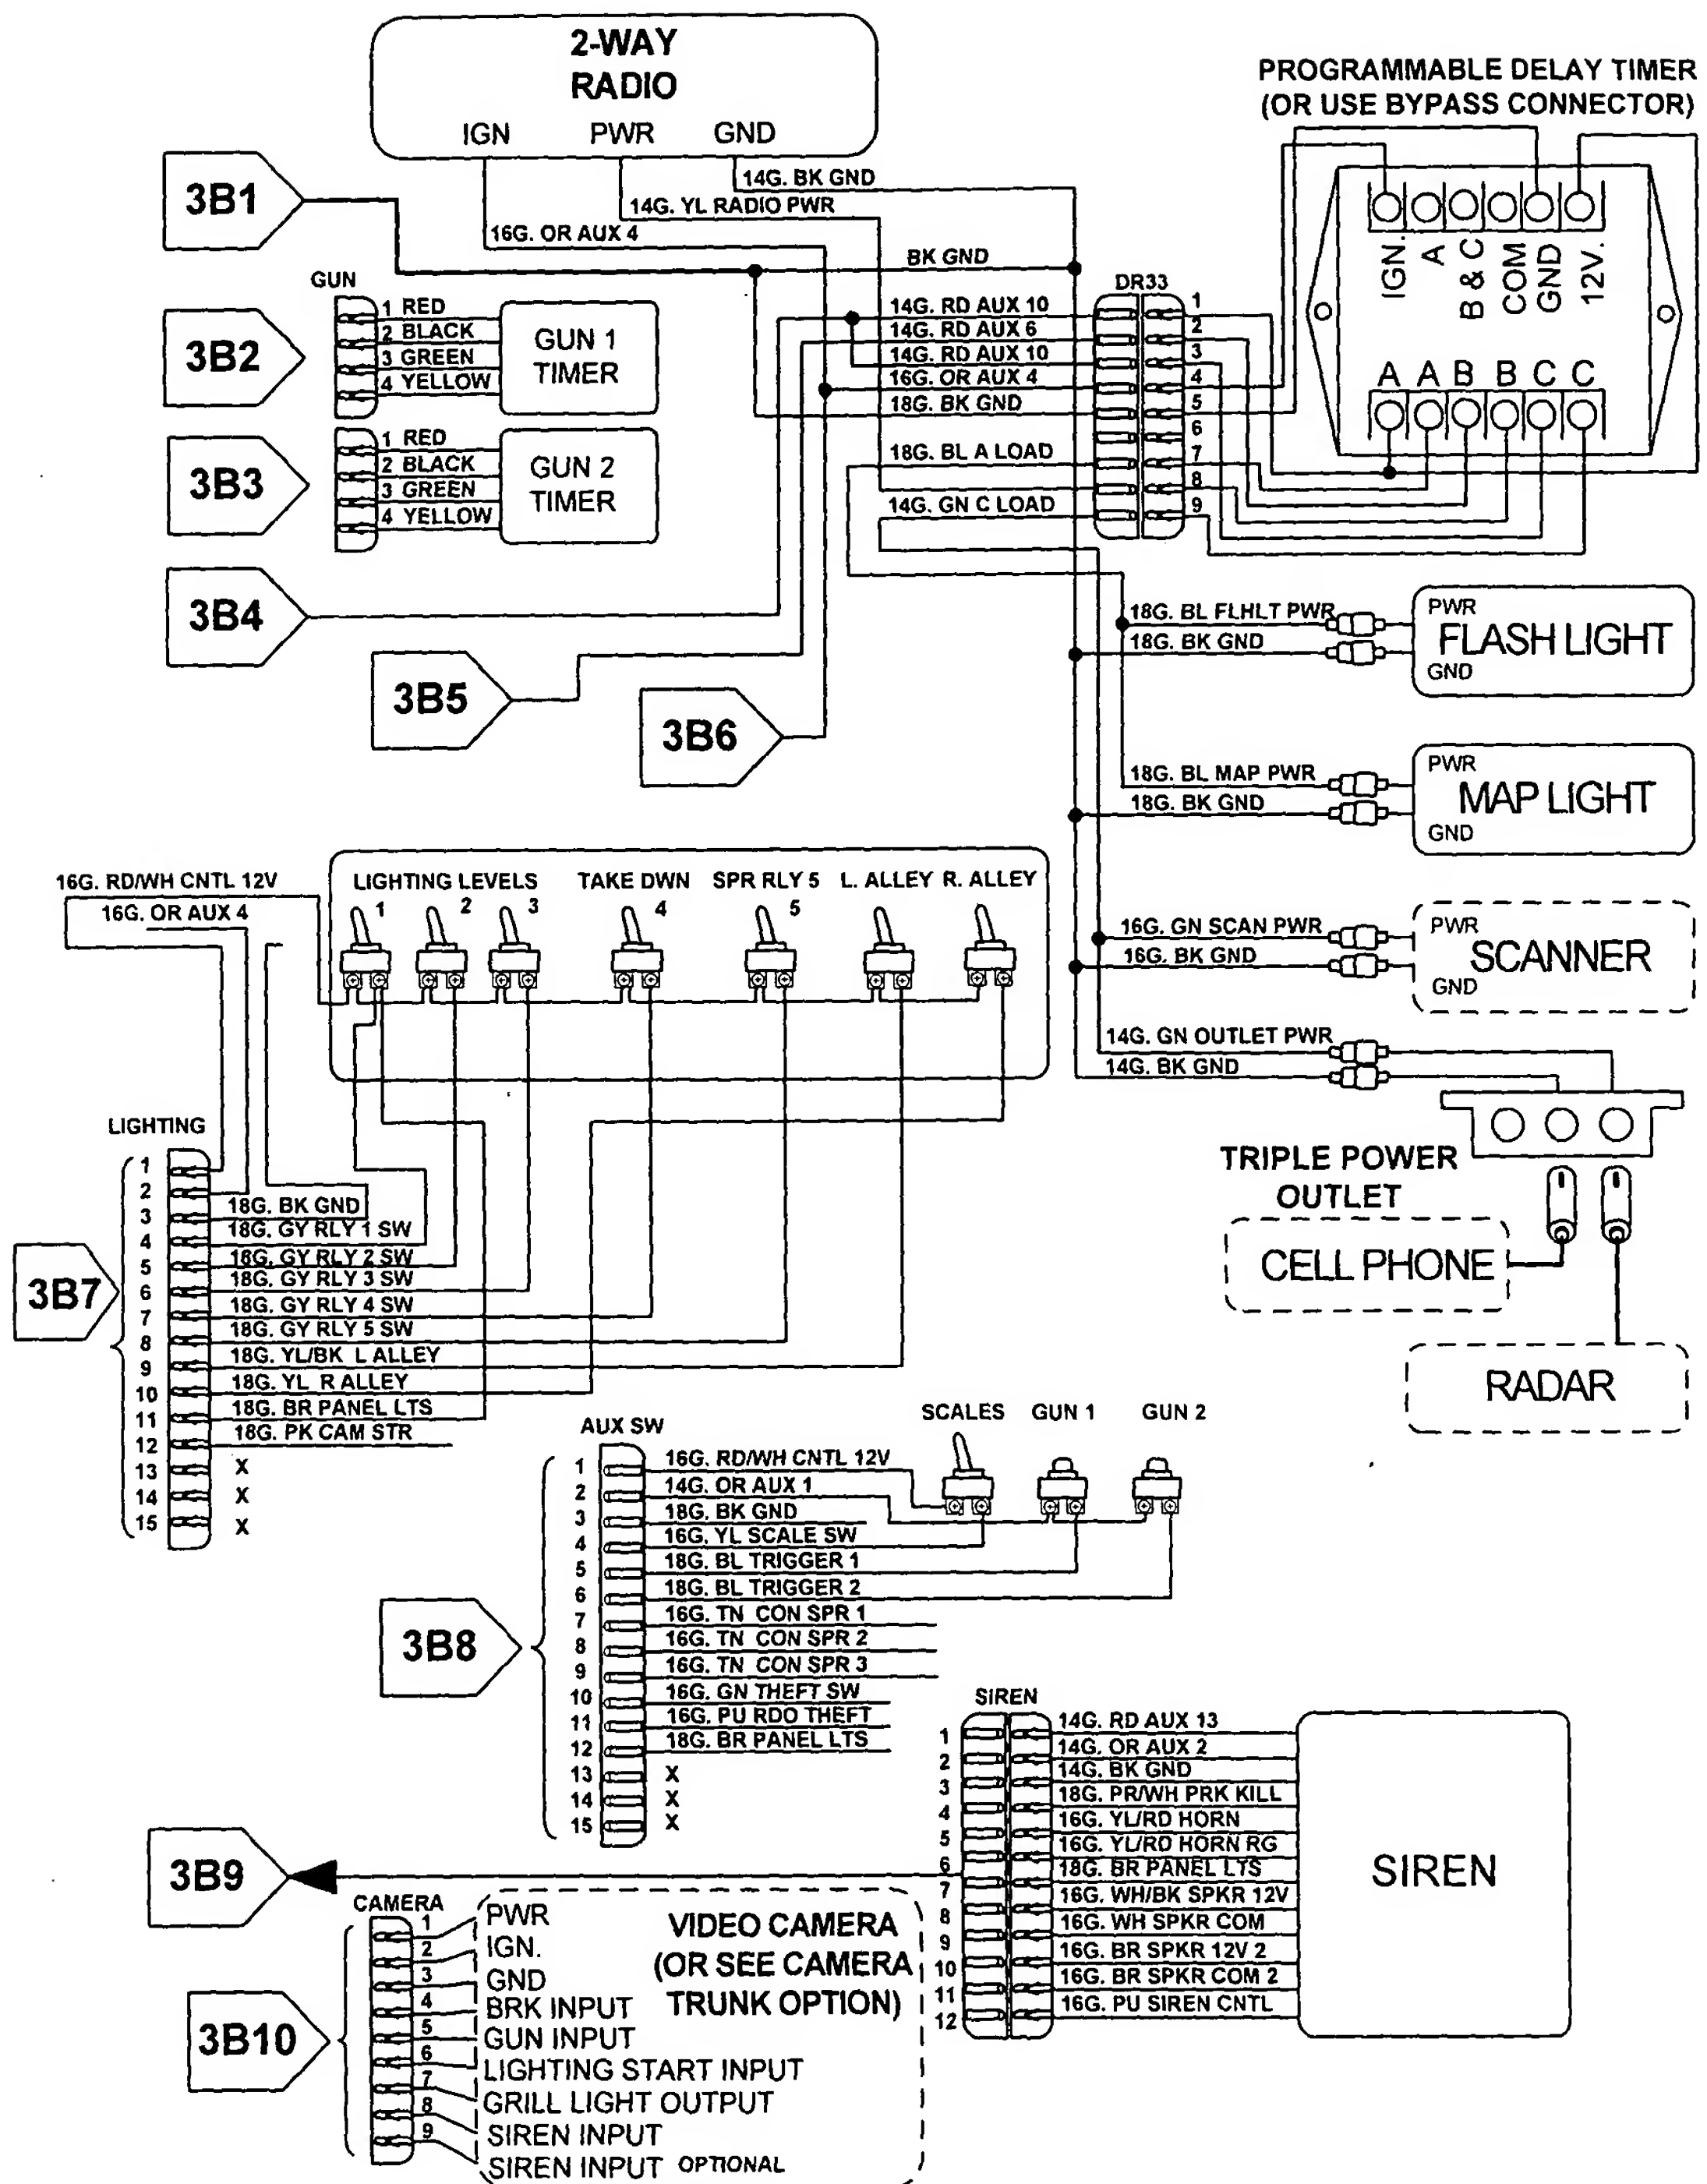 2-WAY
RADIO
IGN PWR GND
PROGRAMMABLE DELAY TIMER
(OR USE BYPASS CONNECTOR)
IGN. A B & C COM GND 12V.
A A B B C C
3B1
14G. BK GND
14G. YL RADIO PWR
16G. OR AUX 4
BK GND
GUN
3B2
1 RED
2 BLACK
3 GREEN
4 YELLOW
GUN 1
TIMER
3B3
1 RED
2 BLACK
3 GREEN
4 YELLOW
GUN 2
TIMER
DR33
14G. RD AUX 10
14G. RD AUX 6
14G. RD AUX 10
16G. OR AUX 4
18G. BK GND
18G. BL A LOAD
14G. GN C LOAD
1
2
3
4
5
6
7
8
9
3B4
3B5
3B6
18G. BL FLHLT PWR
18G. BK GND
PWR
FLASH LIGHT
GND
18G. BL MAP PWR
18G. BK GND
PWR
MAP LIGHT
GND
16G. GN SCAN PWR
16G. BK GND
PWR
SCANNER
GND
14G. GN OUTLET PWR
14G. BK GND
TRIPLE POWER
OUTLET
CELL PHONE
RADAR
16G. RD/WH CNTL 12V
16G. OR AUX 4
LIGHTING LEVELS TAKE DWN SPR RLY 5 L. ALLEY R. ALLEY
1 2 3 4 5
LIGHTING
3B7
1
2
3 18G. BK GND
4 18G. GY RLY 1 SW
5 18G. GY RLY 2 SW
6 18G. GY RLY 3 SW
7 18G. GY RLY 4 SW
8 18G. GY RLY 5 SW
9 18G. YL/BK L ALLEY
10 18G. YL R ALLEY
11 18G. BR PANEL LTS
12 18G. PK CAM STR
13 X
14 X
15 X
AUX SW
SCALES GUN 1 GUN 2
3B8
1 16G. RD/WH CNTL 12V
2 14G. OR AUX 1
3 18G. BK GND
4 16G. YL SCALE SW
5 18G. BL TRIGGER 1
6 18G. BL TRIGGER 2
7 16G. TN CON SPR 1
8 16G. TN CON SPR 2
9 16G. TN CON SPR 3
10 16G. GN THEFT SW
11 16G. PU RDO THEFT
12 18G. BR PANEL LTS
13 X
14 X
15 X
3B9
SIREN
1 14G. RD AUX 13
2 14G. OR AUX 2
3 14G. BK GND
4 18G. PR/WH PRK KILL
5 16G. YL/RD HORN
6 16G. YL/RD HORN RG
7 18G. BR PANEL LTS
8 16G. WH/BK SPKR 12V
9 16G. WH SPKR COM
10 16G. BR SPKR 12V 2
11 16G. BR SPKR COM 2
12 16G. PU SIREN CNTL
SIREN
3B10
CAMERA
VIDEO CAMERA
(OR SEE CAMERA
TRUNK OPTION)
1 PWR
2 IGN.
3 GND
4 BRK INPUT
5 GUN INPUT
6 LIGHTING START INPUT
7 GRILL LIGHT OUTPUT
8 SIREN INPUT
9 SIREN INPUT OPTIONAL